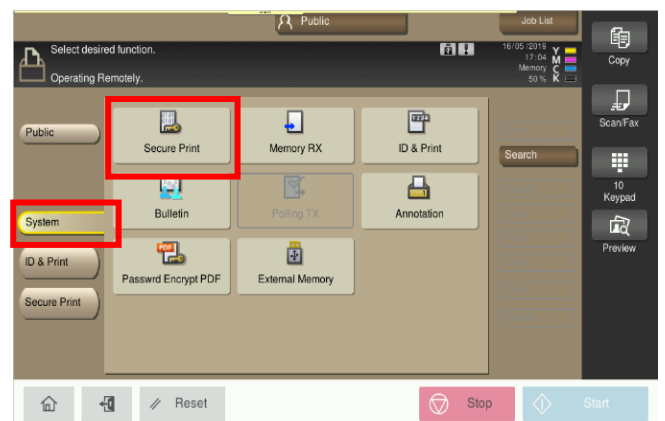 Public
Job List
Select desired function.
Operating Remotely.
16/05/2019
17:04
Memory
50 %
Y
M
C
K
Copy
Scan/Fax
10
Keypad
Preview
Public
System
ID & Print
Secure Print
Secure Print
Memory RX
ID & Print
Bulletin
Polling TX
Annotation
Passwrd Encrypt PDF
External Memory
Search
Reset
Stop
Start